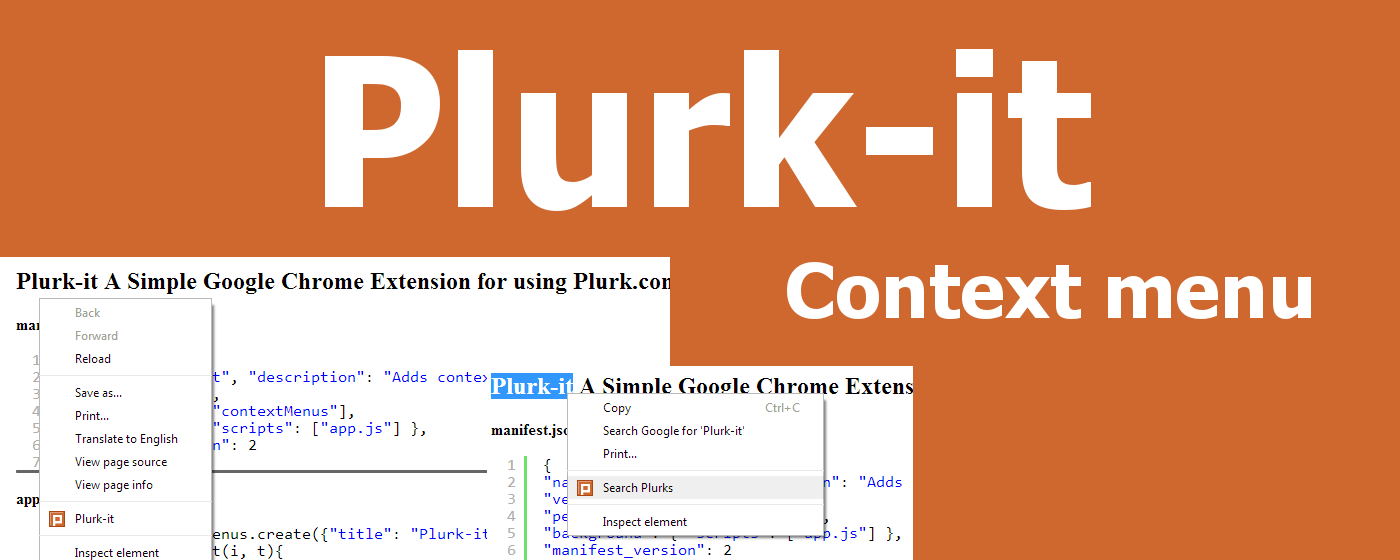 Plurk-it
Context menu
Plurk-it A Simple Google Chrome Extension for using Plurk.com
Back
Forward
Reload
Save as...
Print...
Translate to English
View page source
View page info
Plurk-it
Inspect element
1
2 t", "description": "Adds conte
3 ,
4 "contextMenus"],
5 "scripts": ["app.js"] },
6 n": 2
7
app
enus.create({"title": "Plurk-it
t(i, t){
Plurk-it A Simple Google Chrome Extens
Copy Ctrl+C
Search Google for 'Plurk-it'
Print...
Search Plurks
Inspect element
manifest.jso
1 {
2 "na n": "Adds
3 "ve
4 "pe ,
5 "background": { "scripts": ["app.js"] },
6 "manifest_version": 2